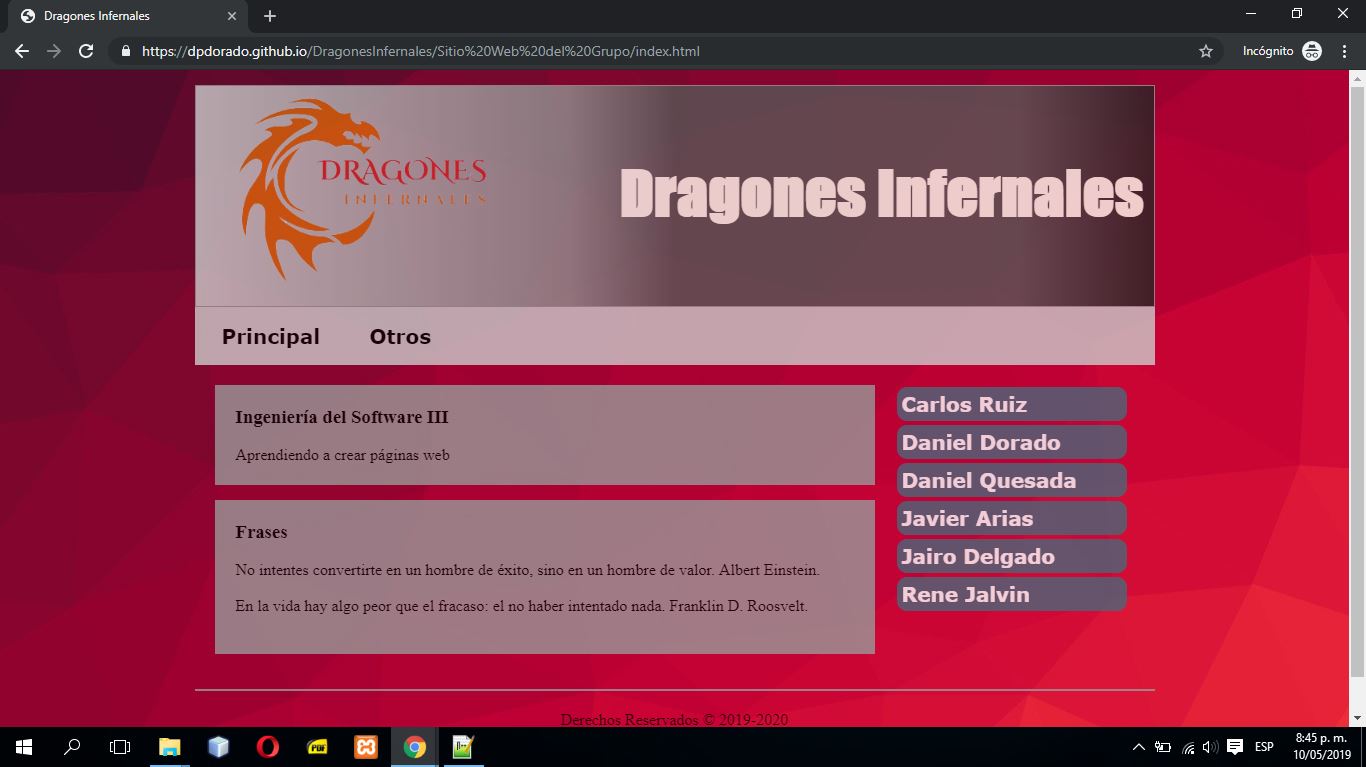 Dragones Infernales
https://dpdorado.github.io/DragonesInfernales/Sitio%20Web%20del%20Grupo/index.html
Incógnito
DRAGONES
INFERNALES
Dragones Infernales
Principal Otros
Ingeniería del Software III
Aprendiendo a crear páginas web
Frases
No intentes convertirte en un hombre de éxito, sino en un hombre de valor. Albert Einstein.
En la vida hay algo peor que el fracaso: el no haber intentado nada. Franklin D. Roosvelt.
Carlos Ruiz
Daniel Dorado
Daniel Quesada
Javier Arias
Jairo Delgado
Rene Jalvin
Derechos Reservados © 2019-2020
PDF
ESP
8:45 p. m.
10/05/2019